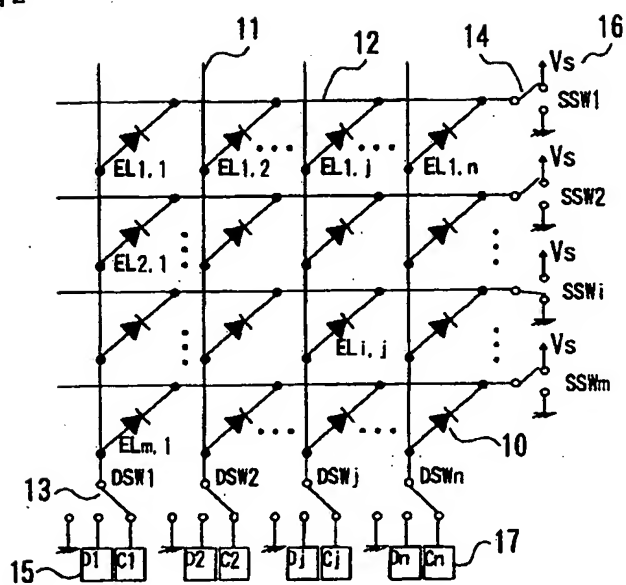 11
12
14
16
Vs
SSW1
EL1,1
EL1,2
EL1,j
EL1,n
Vs
SSW2
EL2,1
Vs
SSWi
ELi,j
Vs
SSWm
ELm,1
10
13
DSW1
DSW2
DSWj
DSWn
15
D1
C1
D2
C2
Dj
Cj
Dn
Cn
17